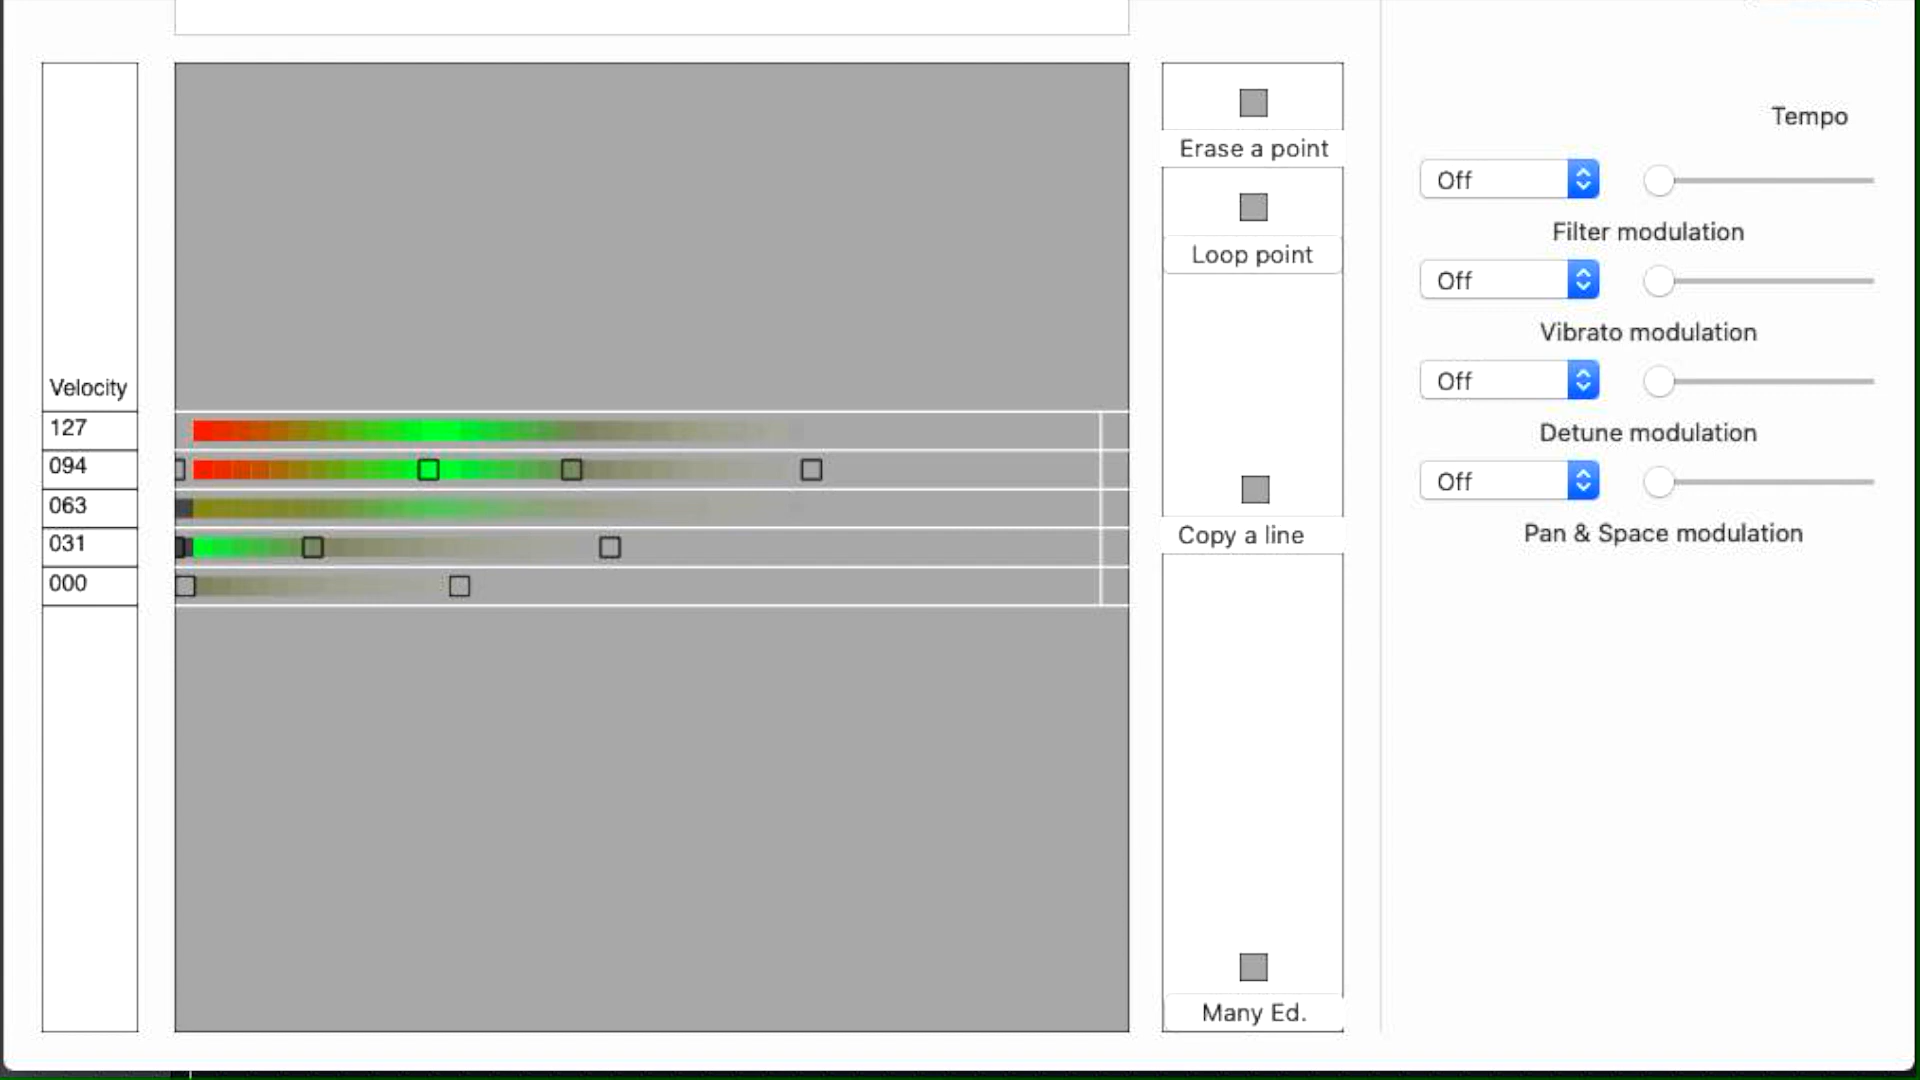 Velocity
127
094
063
031
000
Erase a point
Loop point
Copy a line
Many Ed.
Tempo
Off
Filter modulation
Off
Vibrato modulation
Off
Detune modulation
Off
Pan & Space modulation